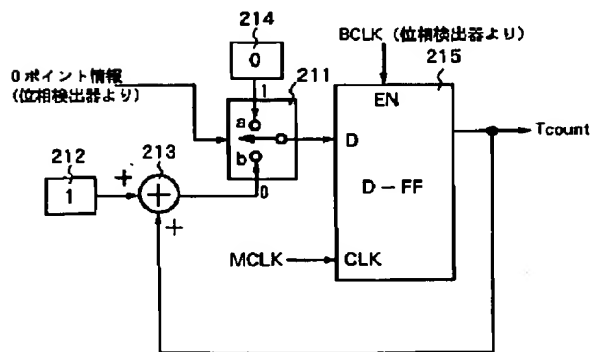 214
0
BCLK (位相検出器より)
215
0ポイント情報
(位相検出器より)
1
211
a
EN
212
213
b
D
Tcount
1
+
+
+
0
D-FF
MCLK
CLK